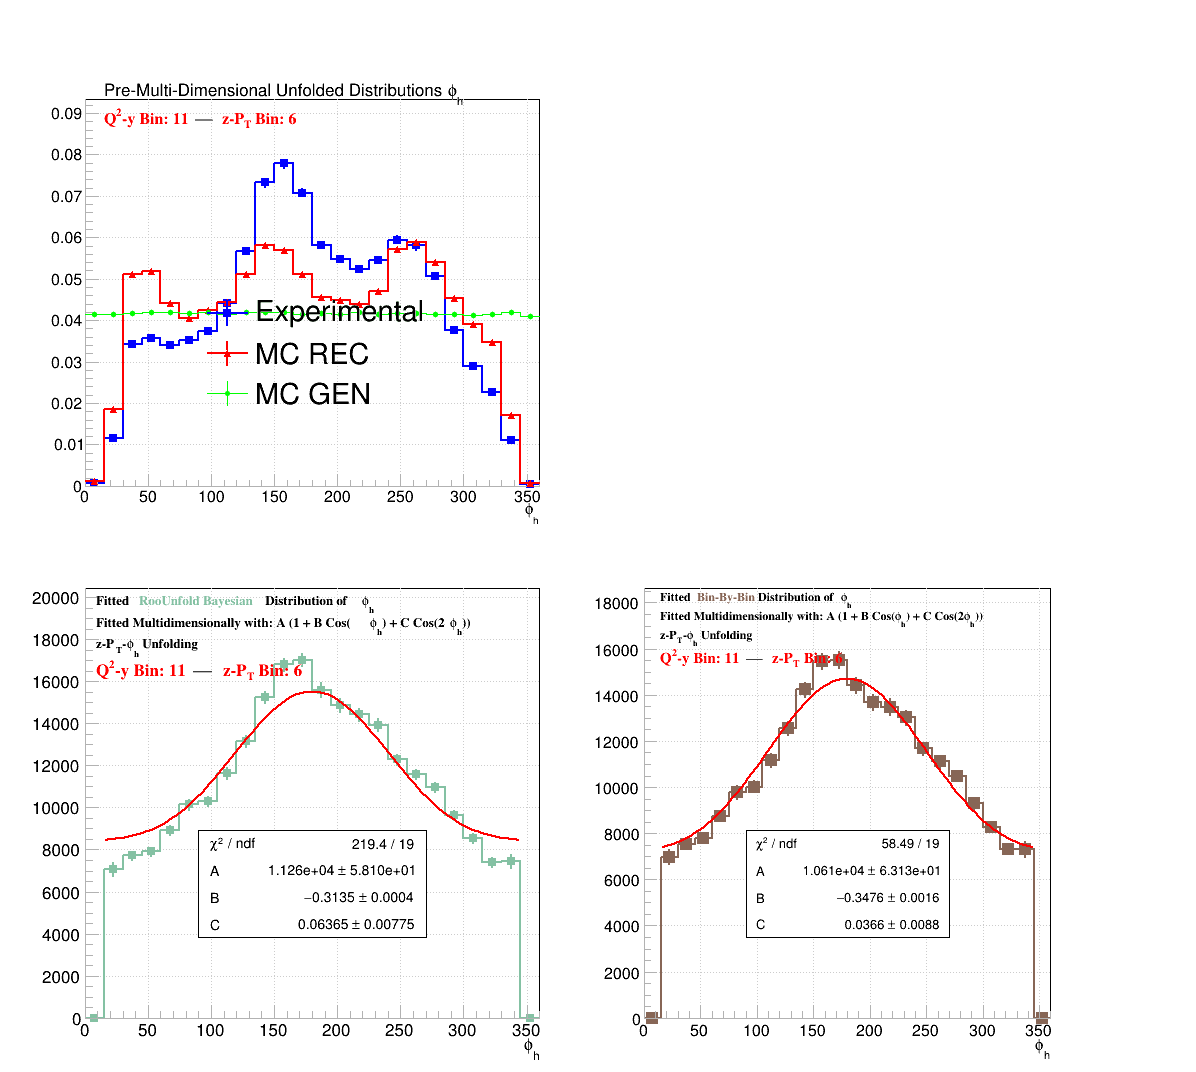 Pre-Multi-Dimensional Unfolded Distributions ϕh
Q2-y Bin: 11 — z-PT Bin: 6
0.09
0.08
0.07
0.06
0.05
0.04
0.03
0.02
0.01
0
Experimental
MC REC
MC GEN
0 50 100 150 200 250 300 350
ϕh
Fitted RooUnfold Bayesian Distribution of ϕh
Fitted Multidimensionally with: A (1 + B Cos( ϕh) + C Cos(2 ϕh))
z-PT-ϕh Unfolding
Q2-y Bin: 11 — z-PT Bin: 6
20000
18000
16000
14000
12000
10000
8000
6000
4000
2000
0
χ2 / ndf 219.4 / 19
A 1.126e+04 ± 5.810e+01
B −0.3135 ± 0.0004
C 0.06365 ± 0.00775
0 50 100 150 200 250 300 350
ϕh
Fitted Bin-By-Bin Distribution of ϕh
Fitted Multidimensionally with: A (1 + B Cos(ϕh) + C Cos(2ϕh))
z-PT-ϕh Unfolding
Q2-y Bin: 11 — z-PT Bin: 6
18000
16000
14000
12000
10000
8000
6000
4000
2000
0
χ2 / ndf 58.49 / 19
A 1.061e+04 ± 6.313e+01
B −0.3476 ± 0.0016
C 0.0366 ± 0.0088
0 50 100 150 200 250 300 350
ϕh